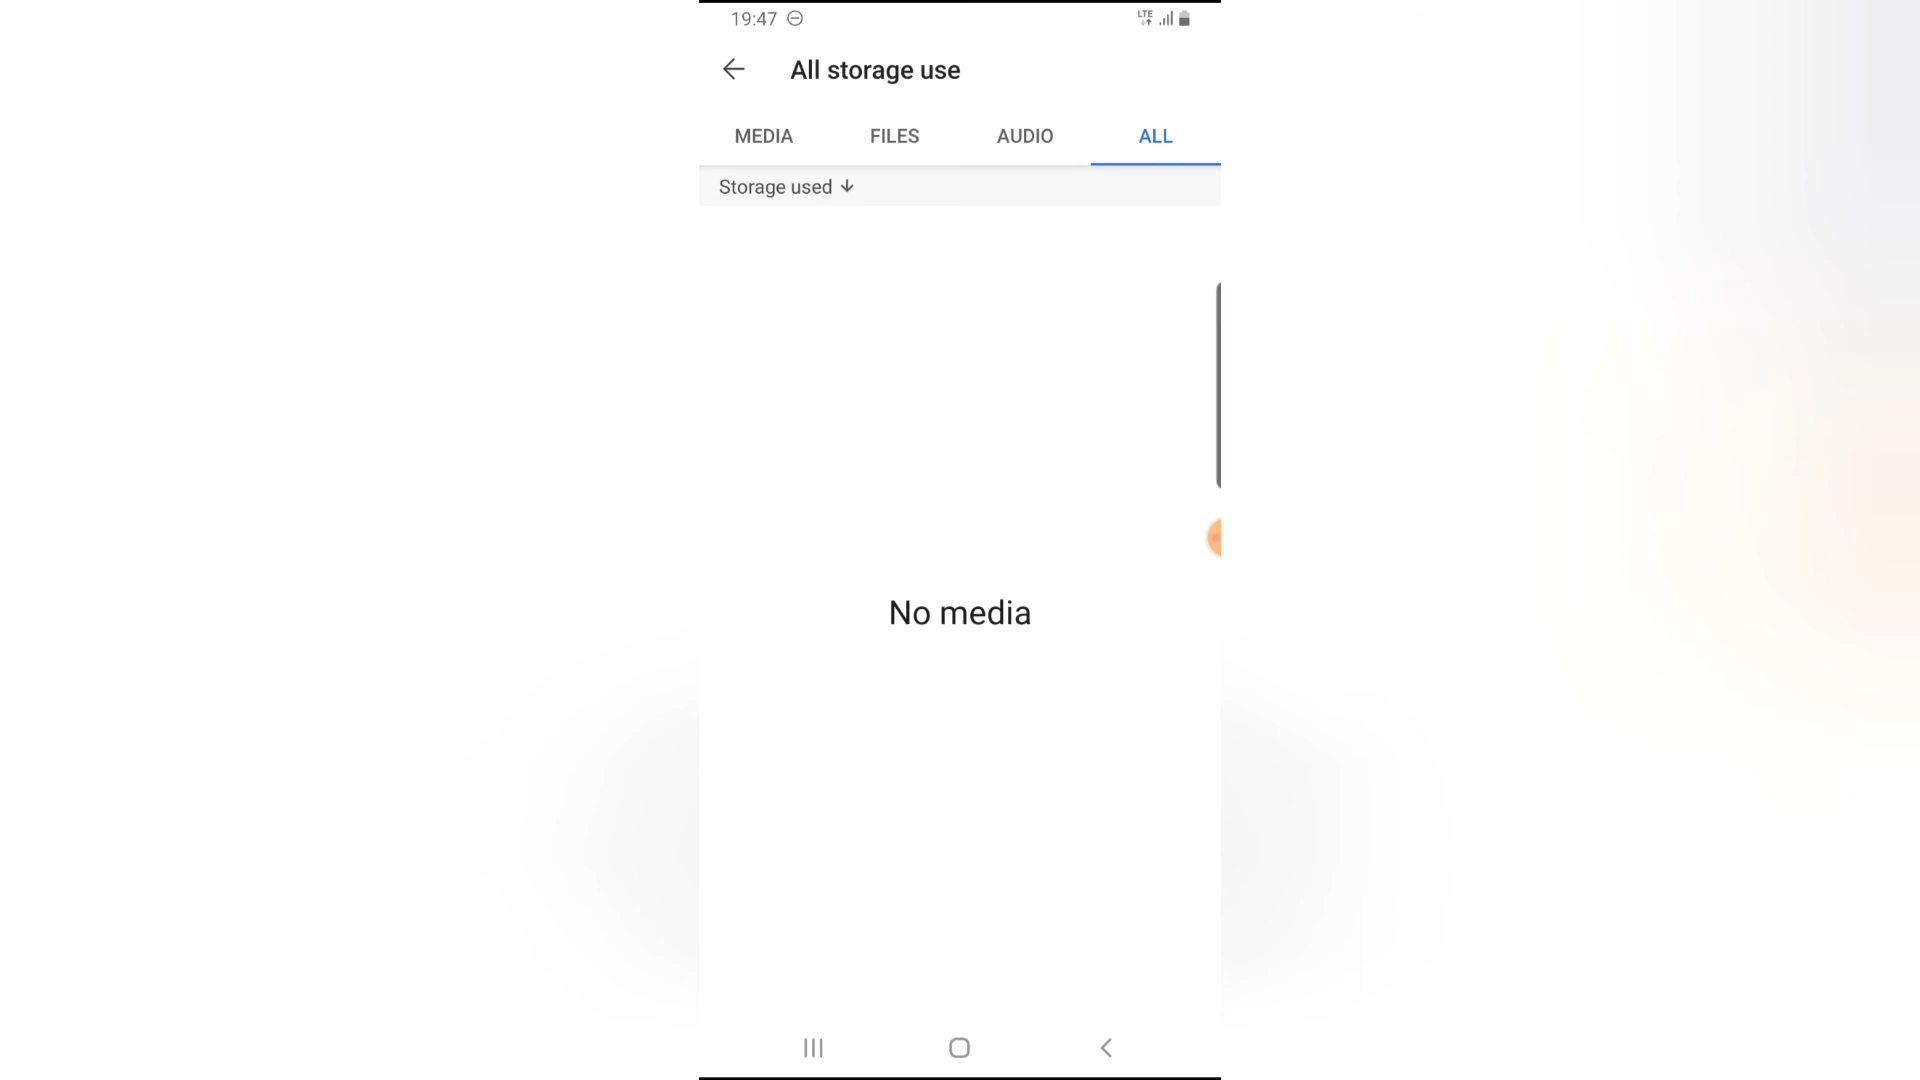 19:47
LTE
All storage use
MEDIA FILES AUDIO ALL
Storage used
No media